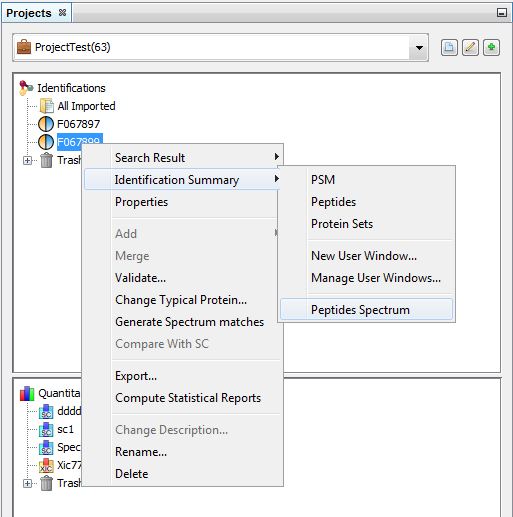 Projects
ProjectTest(63)
Identifications
All Imported
F067897
F067899
Trash
Search Result
Identification Summary
Properties
Add
Merge
Validate...
Change Typical Protein...
Generate Spectrum matches
Compare With SC
Export...
Compute Statistical Reports
Change Description...
Rename...
Delete
PSM
Peptides
Protein Sets
New User Window...
Manage User Windows...
Peptides Spectrum
Quantita
dddd
sc1
Spec
Xic77
Trash